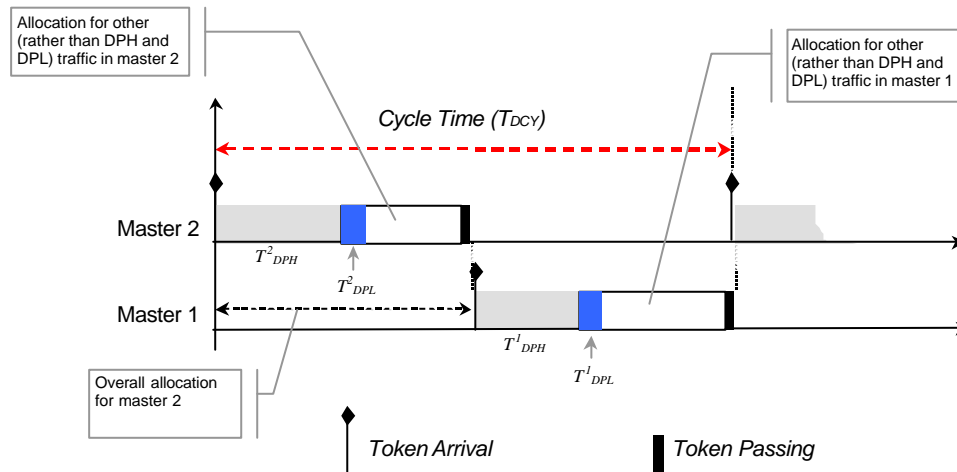 Allocation for other
(rather than DPH and
DPL) traffic in master 2
Allocation for other
(rather than DPH and
DPL) traffic in master 1
Cycle Time (TDCY)
Master 2
T²DPH
T²DPL
Master 1
T¹DPH
T¹DPL
Overall allocation
for master 2
Token Arrival
Token Passing